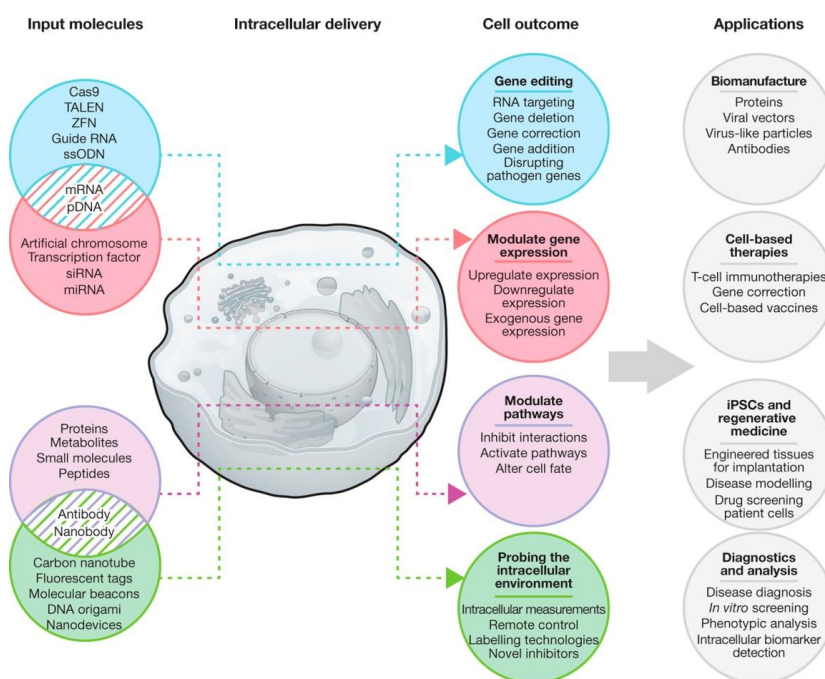 Input molecules
Intracellular delivery
Cell outcome
Applications
Cas9
TALEN
ZFN
Guide RNA
ssODN
mRNA
pDNA
Artificial chromosome
Transcription factor
siRNA
miRNA
Proteins
Metabolites
Small molecules
Peptides
Antibody
Nanobody
Carbon nanotube
Fluorescent tags
Molecular beacons
DNA origami
Nanodevices
Gene editing
RNA targeting
Gene deletion
Gene correction
Gene addition
Disrupting
pathogen genes
Modulate gene
expression
Upregulate expression
Downregulate
expression
Exogenous gene
expression
Modulate
pathways
Inhibit interactions
Activate pathways
Alter cell fate
Probing the
intracellular
environment
Intracellular measurements
Remote control
Labelling technologies
Novel inhibitors
Biomanufacture
Proteins
Viral vectors
Virus-like particles
Antibodies
Cell-based
therapies
T-cell immunotherapies
Gene correction
Cell-based vaccines
iPSCs and
regenerative
medicine
Engineered tissues
for implantation
Disease modelling
Drug screening
patient cells
Diagnostics
and analysis
Disease diagnosis
In vitro screening
Phenotypic analysis
Intracellular biomarker
detection